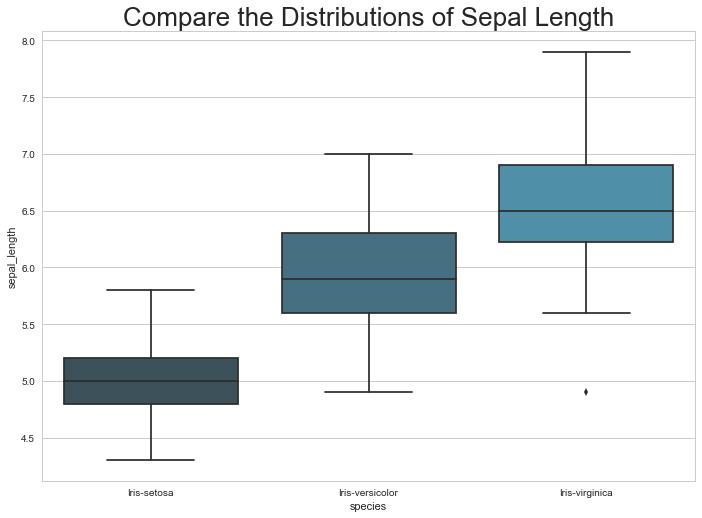 Compare the Distributions of Sepal Length
8.0
7.5
7.0
6.5
6.0
5.5
5.0
4.5
sepal_length
Iris-setosa
Iris-versicolor
Iris-virginica
species